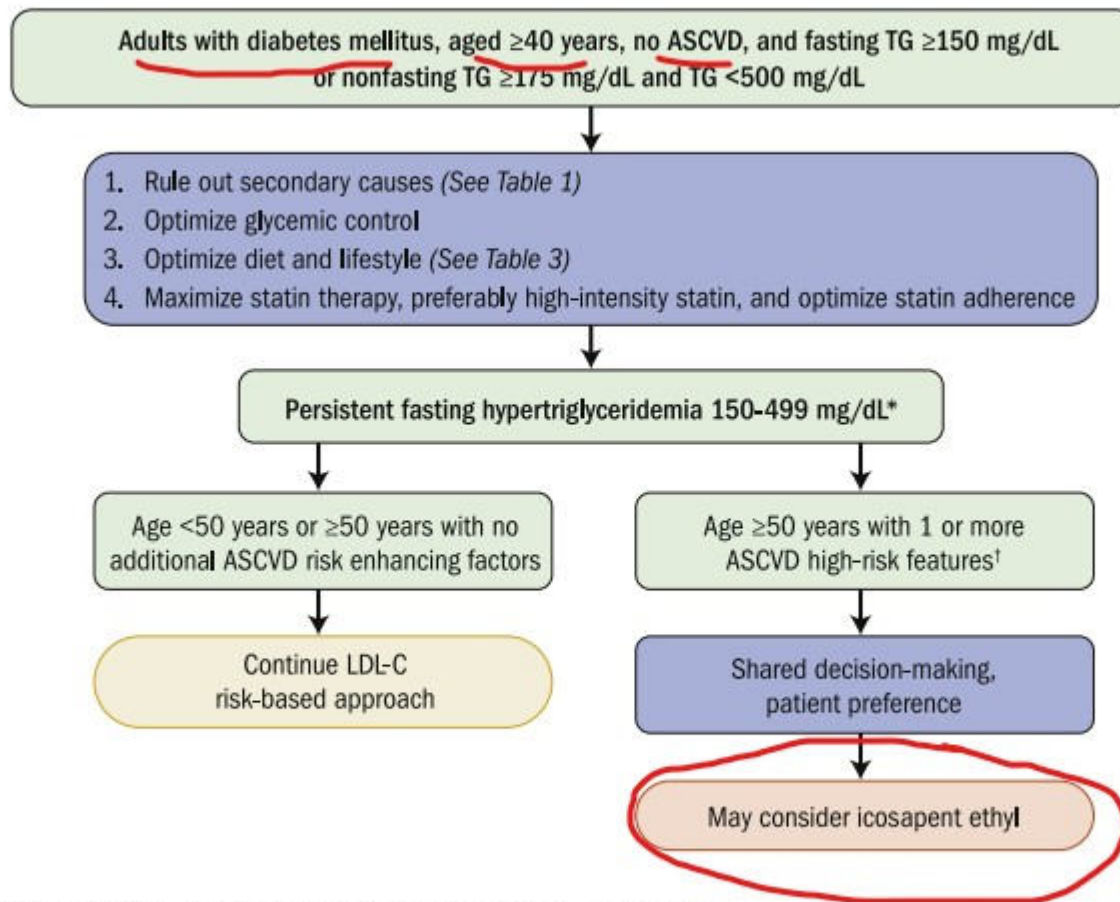 Adults with diabetes mellitus, aged ≥40 years, no ASCVD, and fasting TG ≥150 mg/dL
or nonfasting TG ≥175 mg/dL and TG <500 mg/dL
1. Rule out secondary causes (See Table 1)
2. Optimize glycemic control
3. Optimize diet and lifestyle (See Table 3)
4. Maximize statin therapy, preferably high-intensity statin, and optimize statin adherence
Persistent fasting hypertriglyceridemia 150-499 mg/dL*
Age <50 years or ≥50 years with no
additional ASCVD risk enhancing factors
Continue LDL-C
risk-based approach
Age ≥50 years with 1 or more
ASCVD high-risk features†
Shared decision-making,
patient preference
May consider icosapent ethyl